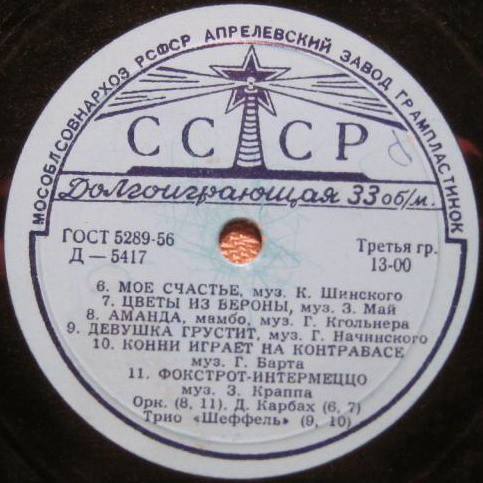 МОСОБЛСОВНАРХОЗ РСФСР АПРЕЛЕВСКИЙ ЗАВОД ГРАМПЛАСТИНОК
СССР
Долгоиграющая 33 об/м.
ГОСТ 5289-56
Д — 5417
Третья гр.
13-00
6. МОЕ СЧАСТЬЕ, муз. К. Шинского
7. ЦВЕТЫ ИЗ ВЕРОНЫ, муз. З. Май
8. АМАНДА, мамбо, муз. Г. Кгольнера
9. ДЕВУШКА ГРУСТИТ, муз. Г. Начинского
10. КОННИ ИГРАЕТ НА КОНТРАБАСЕ
муз. Г. Барта
11. ФОКСТРОТ-ИНТЕРМЕЦЦО
муз. З. Краппа
Орк. (8, 11). Д. Карбах (6, 7)
Трио «Шеффель» (9, 10)